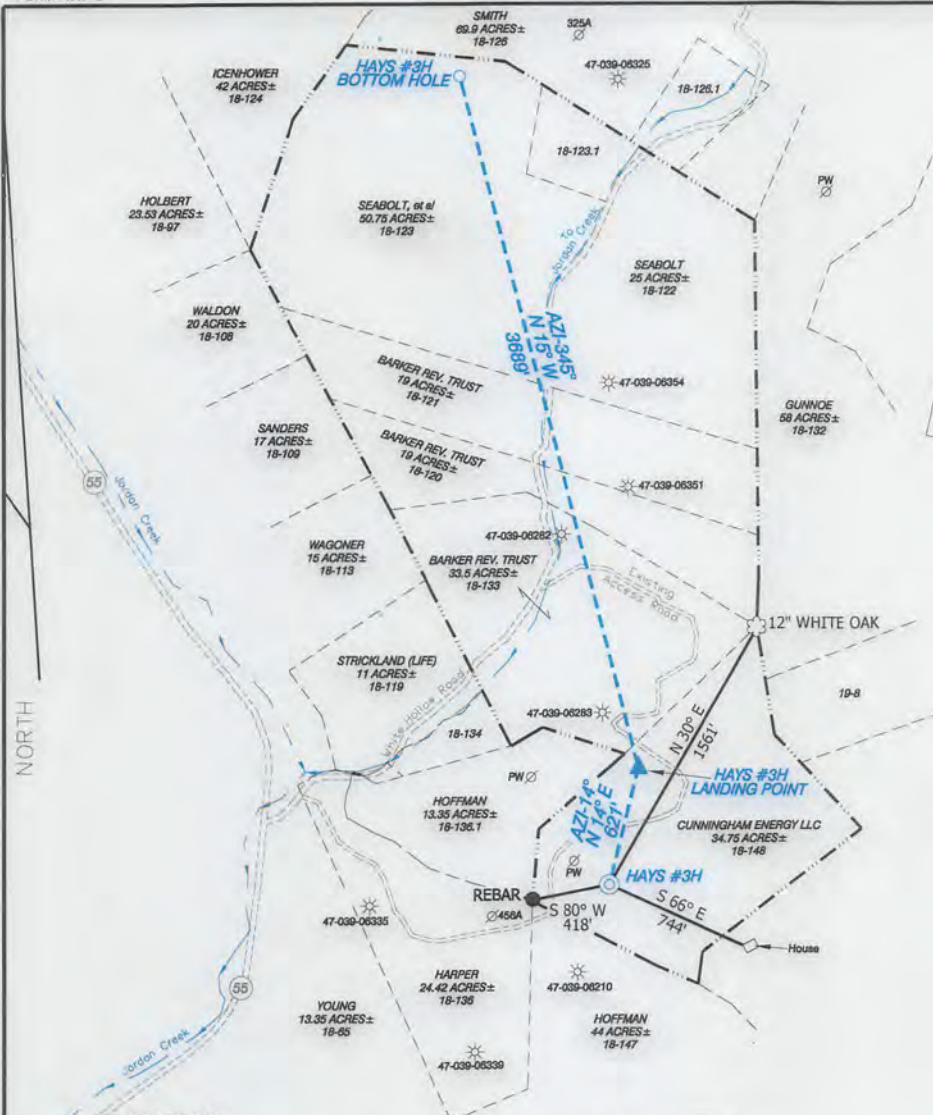 SMITH
69.9 ACRES±
18-126
325A
47-039-06325
ICENHOWER
42 ACRES±
18-124
HAYS #3H
BOTTOM HOLE
18-126.1
18-123.1
PW
HOLBERT
23.53 ACRES±
18-97
SEABOLT, et al
50.75 ACRES±
18-123
To
Jordan Creek
SEABOLT
25 ACRES±
18-122
WALDON
20 ACRES±
18-108
AZI-345°
N 15° W
3689'
BARKER REV. TRUST
19 ACRES±
18-121
47-039-06354
GUNNOE
58 ACRES±
18-132
SANDERS
17 ACRES±
18-109
BARKER REV. TRUST
19 ACRES±
18-120
55
Jordan Creek
47-039-06351
WAGONER
15 ACRES±
18-113
47-039-06282
BARKER REV. TRUST
33.5 ACRES±
18-133
Existing
Access Road
12" WHITE OAK
STRICKLAND (LIFE)
11 ACRES±
18-119
White Hollow Road
18-134
47-039-06283
N 30° E
1561'
19-8
NORTH
PW
HAYS #3H
LANDING POINT
HOFFMAN
13.35 ACRES±
18-136.1
AZI-14°
N 14° E
621'
CUNNINGHAM ENERGY LLC
34.75 ACRES±
18-148
PW
HAYS #3H
REBAR
456A
S 80° W
418'
S 66° E
744'
House
47-039-06335
HARPER
24.42 ACRES±
18-136
47-039-06210
55
YOUNG
13.35 ACRES±
18-65
HOFFMAN
44 ACRES±
18-147
47-039-06339
Jordan Creek